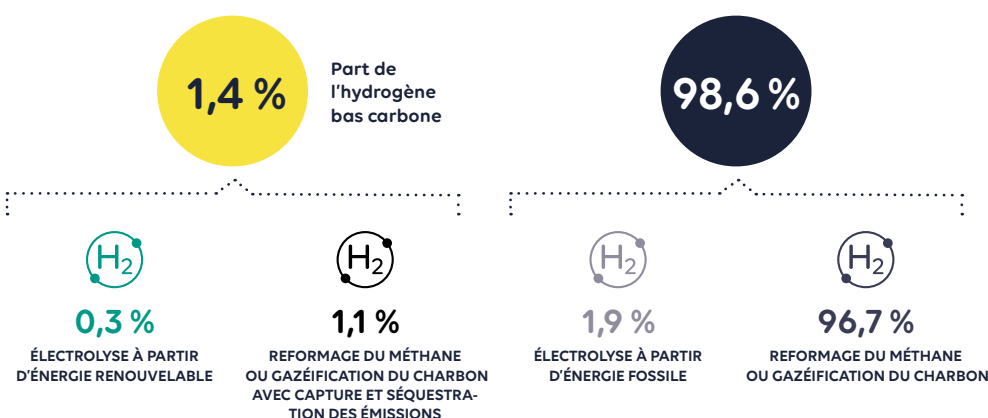 1,4 %
Part de
l'hydrogène
bas carbone
98,6 %
H2
0,3 %
ÉLECTROLYSE À PARTIR
D'ÉNERGIE RENOUVELABLE
H2
1,1 %
REFORMAGE DU MÉTHANE
OU GAZÉIFICATION DU CHARBON
AVEC CAPTURE ET SÉQUESTRA-
TION DES ÉMISSIONS
H2
1,9 %
ÉLECTROLYSE À PARTIR
D'ÉNERGIE FOSSILE
H2
96,7 %
REFORMAGE DU MÉTHANE
OU GAZÉIFICATION DU CHARBON